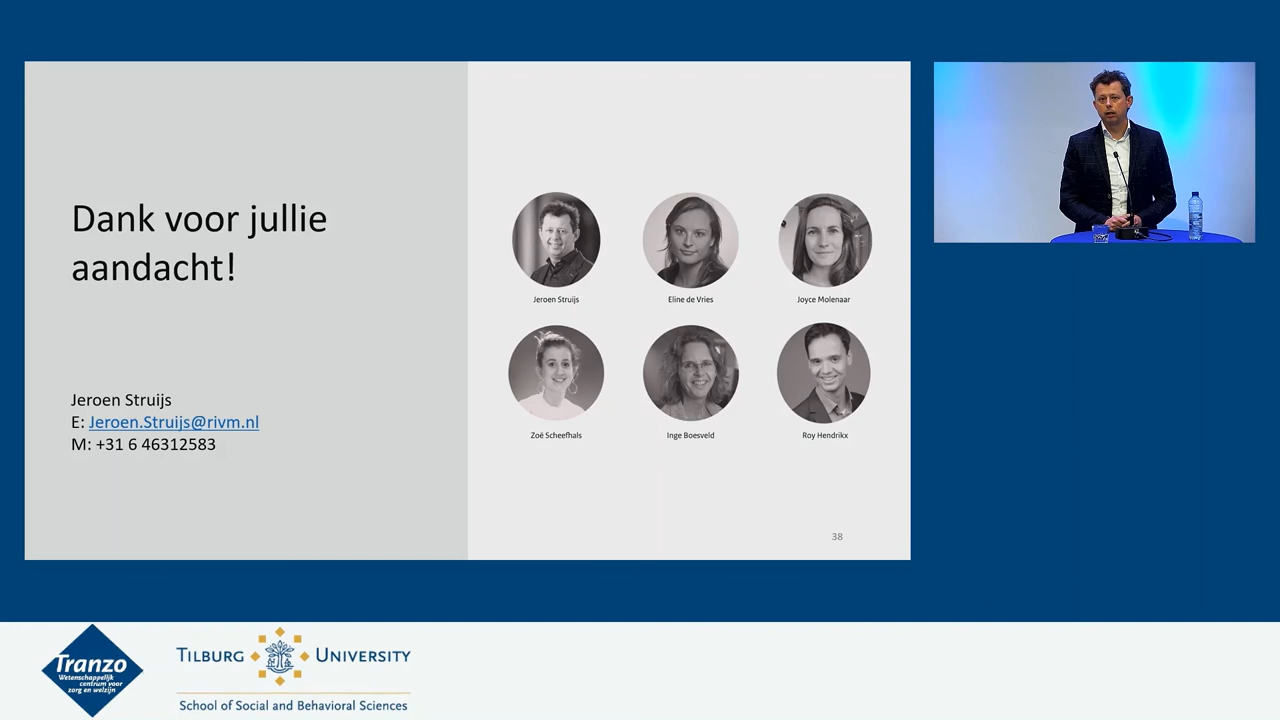 Dank voor jullie
aandacht!
Jeroen Struijs
E: Jeroen.Struijs@rivm.nl
M: +31 6 46312583
Jeroen Struijs
Eline de Vries
Joyce Molenaar
Zoë Scheefhals
Inge Boesveld
Roy Hendrikx
38
Tranzo
Wetenschappelijk
centrum voor
zorg en welzijn
TILBURG UNIVERSITY
School of Social and Behavioral Sciences